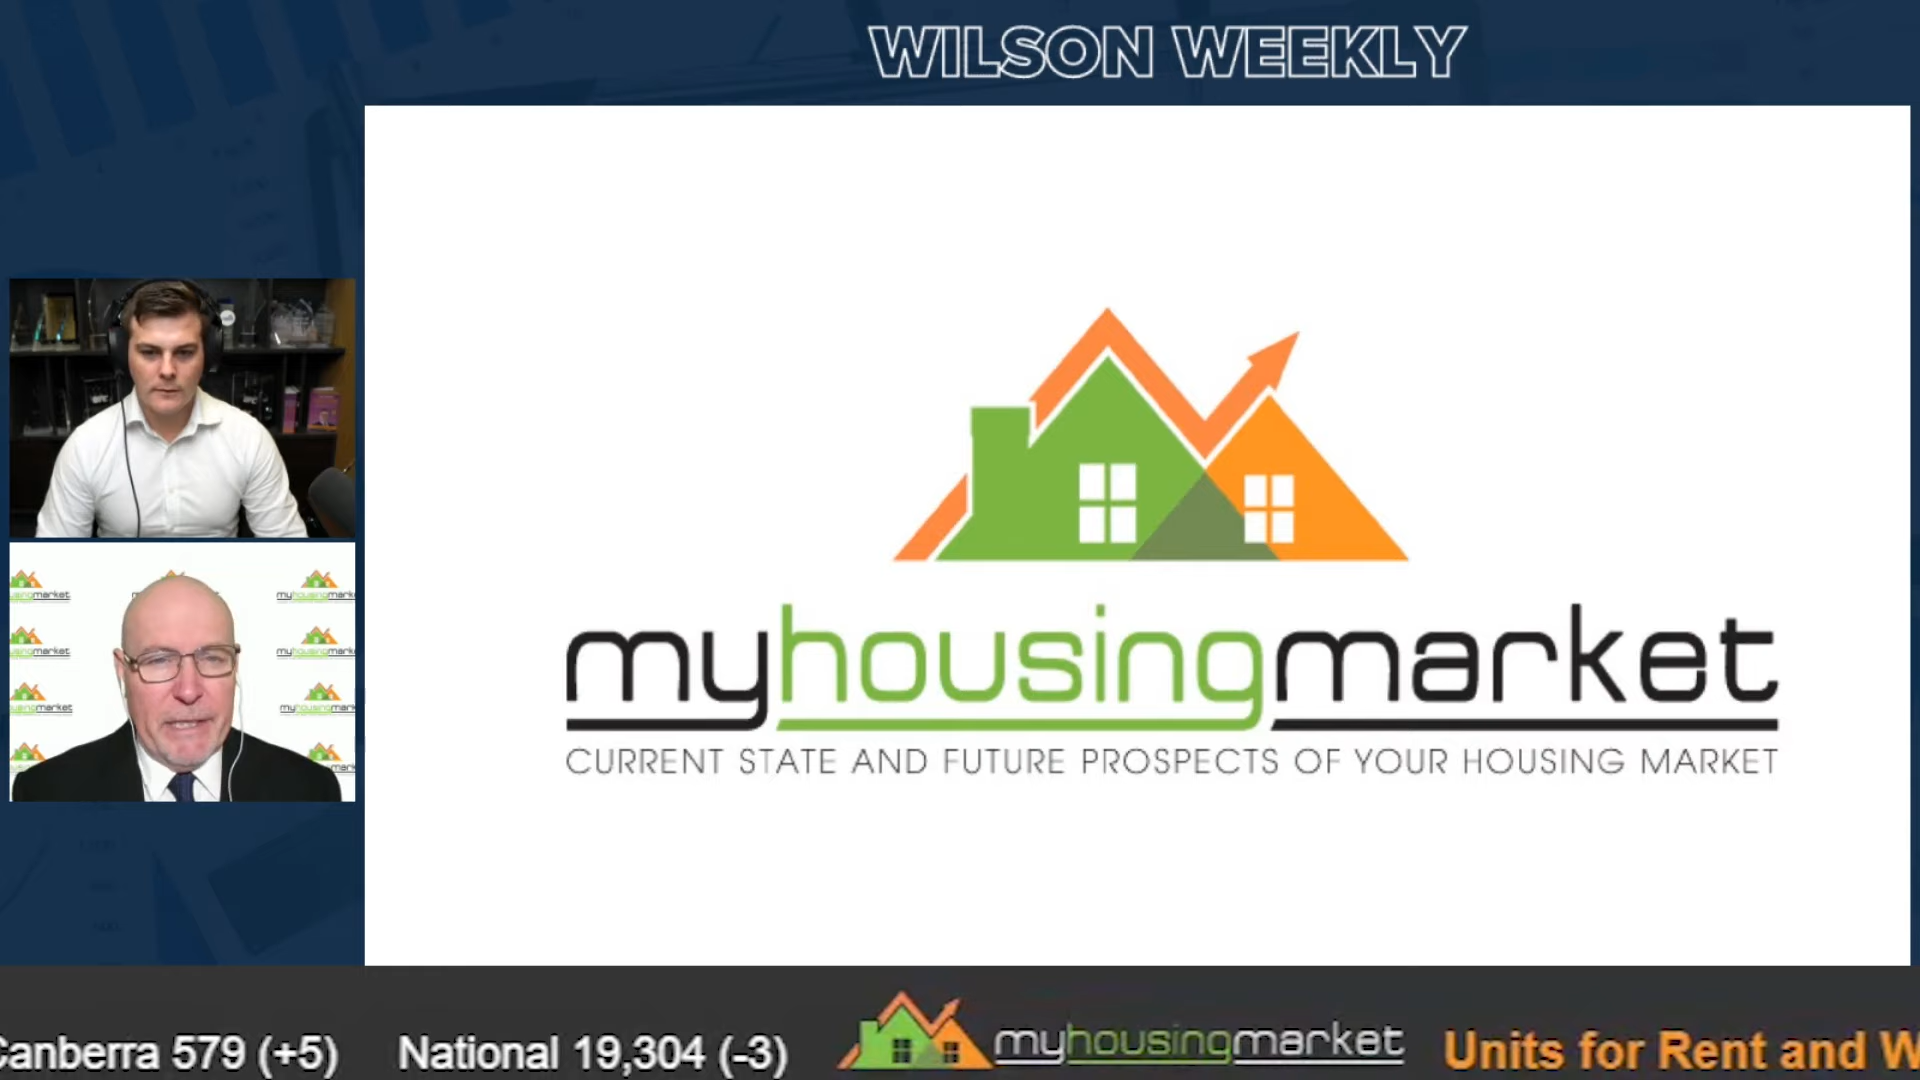 WILSON WEEKLY
myhousingmarket
CURRENT STATE AND FUTURE PROSPECTS OF YOUR HOUSING MARKET
Canberra 579 (+5) National 19,304 (-3) myhousingmarket Units for Rent and W